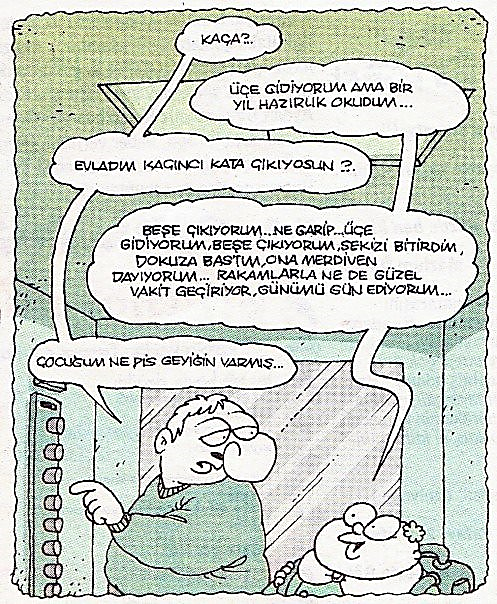 KAÇA?..
ÜÇE GİDİYORUM AMA BİR
YIL HAZIRLIK OKUDUM...
EVLADIM KAÇINCI KATA ÇIKIYOSUN ?.
BEŞE ÇIKIYORUM...NE GARİP...ÜÇE
GİDİYORUM,BEŞE ÇIKIYORUM,SEKİZİ BİTİRDİM,
DOKUZA BASTIM,ONA MERDİVEN
DAYIYORUM... RAKAMLARLA NE DE GÜZEL
VAKİT GEÇİRİYOR,GÜNÜMÜ GÜN EDİYORUM...
ÇOCUĞUM NE PİS GEYİĞİN VARMIŞ...